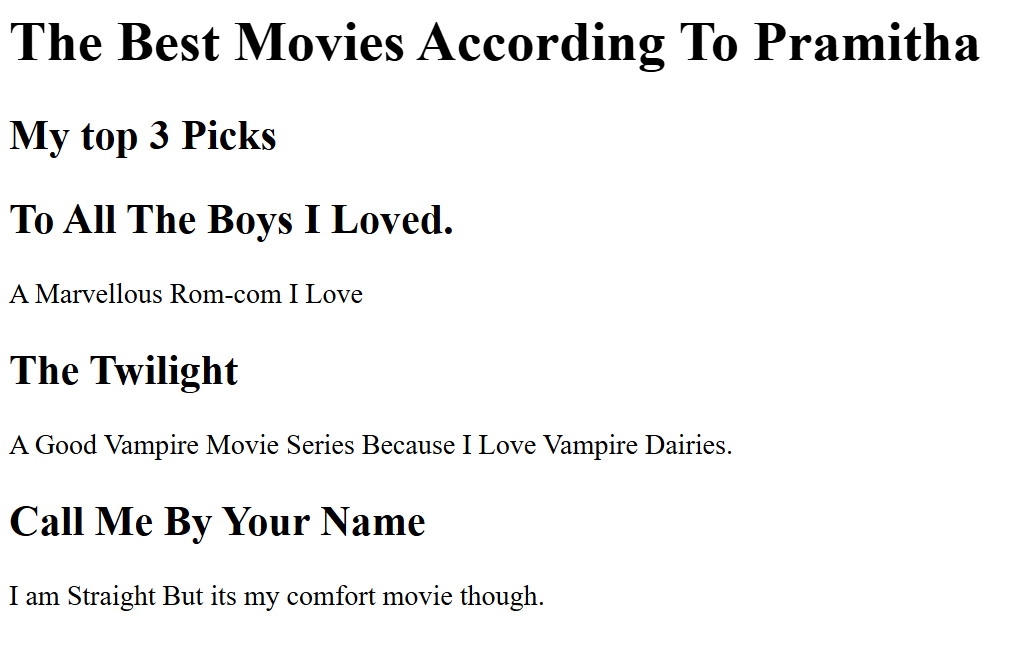 The Best Movies According To Pramitha
My top 3 Picks
To All The Boys I Loved.
A Marvellous Rom-com I Love
The Twilight
A Good Vampire Movie Series Because I Love Vampire Dairies.
Call Me By Your Name
I am Straight But its my comfort movie though.